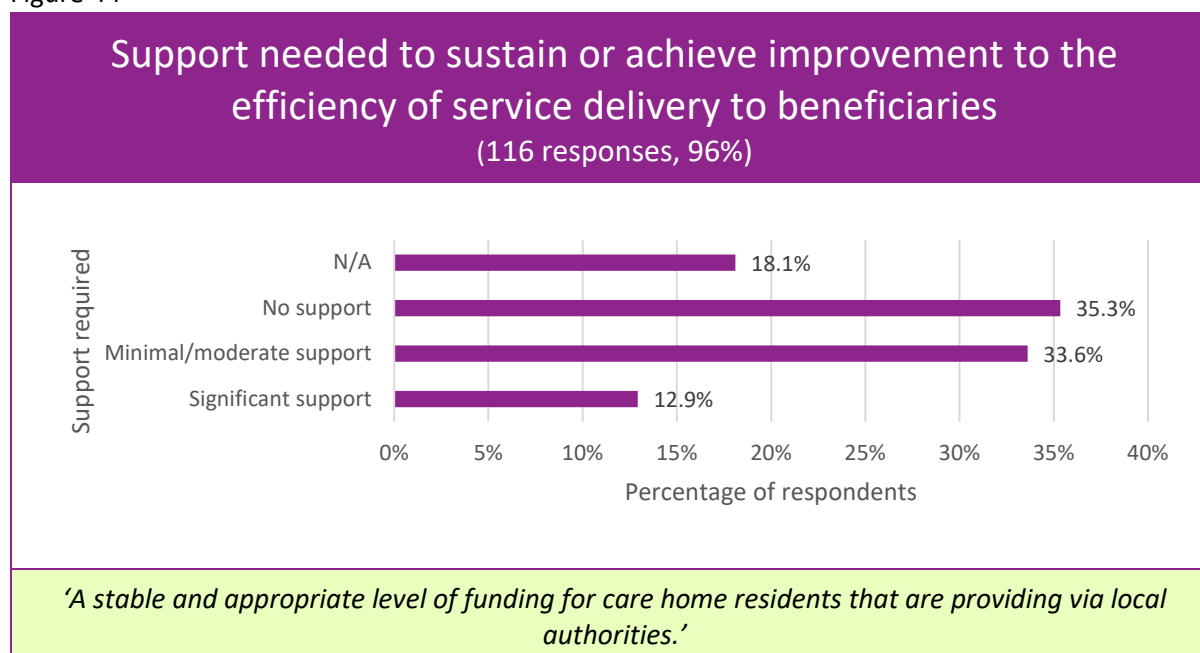 Support needed to sustain or achieve improvement to the
efficiency of service delivery to beneficiaries
(116 responses, 96%)
Support required
N/A
18.1%
No support
35.3%
Minimal/moderate support
33.6%
Significant support
12.9%
0% 5% 10% 15% 20% 25% 30% 35% 40%
Percentage of respondents
‘A stable and appropriate level of funding for care home residents that are providing via local
authorities.’